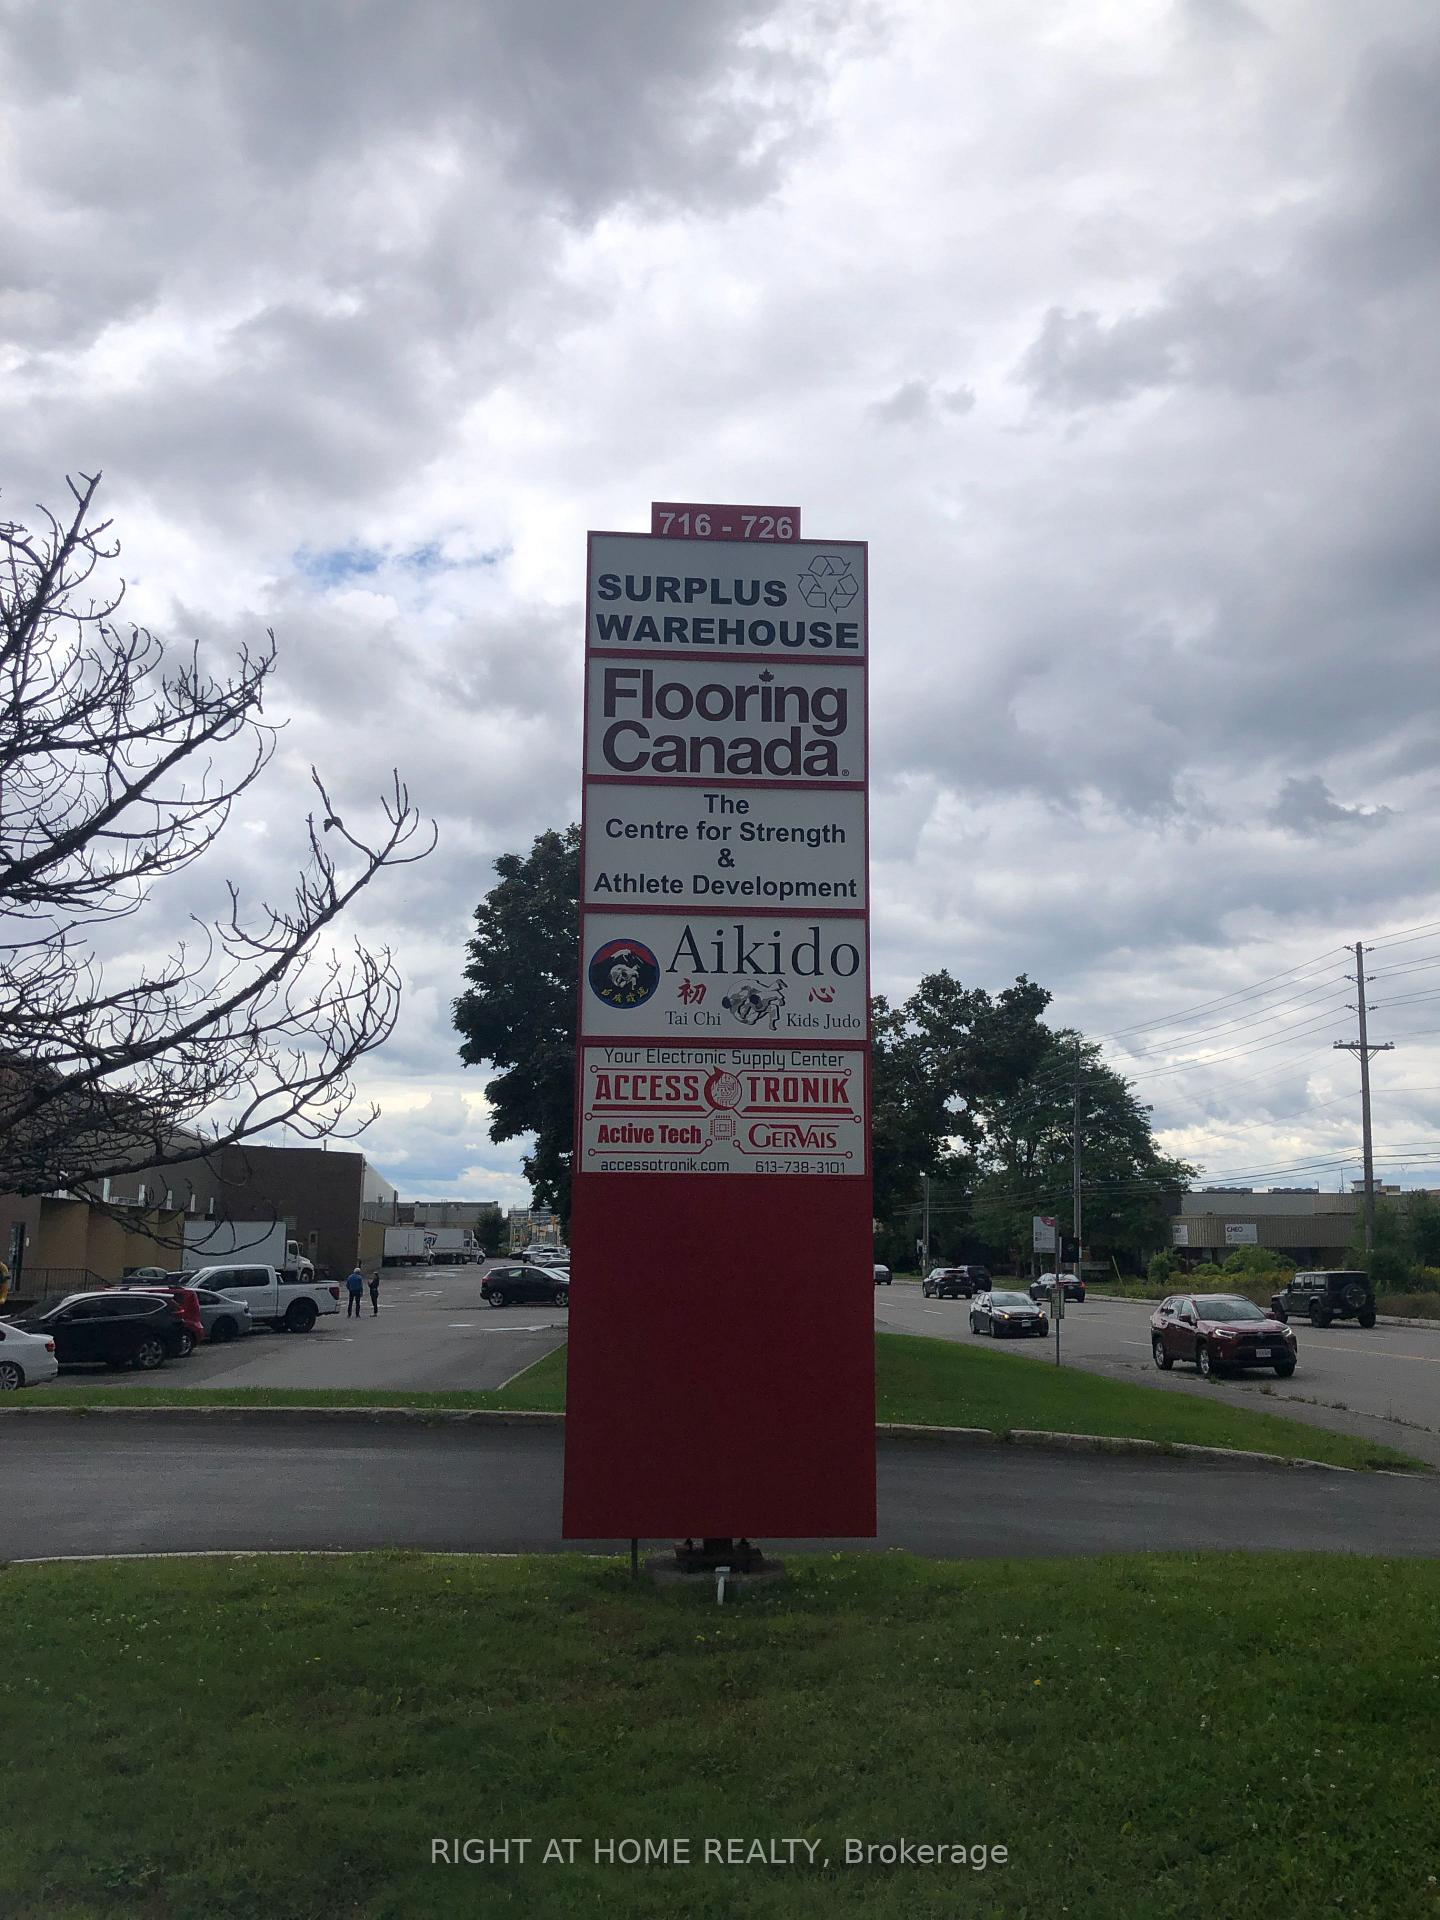 716 - 726
SURPLUS
WAREHOUSE
Flooring
Canada®
The
Centre for Strength
&
Athlete Development
Aikido
初 心
Tai Chi Kids Judo
Your Electronic Supply Center
ACCESS TRONIK
Active Tech GERVAIS
accessotronik.com 613-738-3101
CHEO
RIGHT AT HOME REALTY, Brokerage